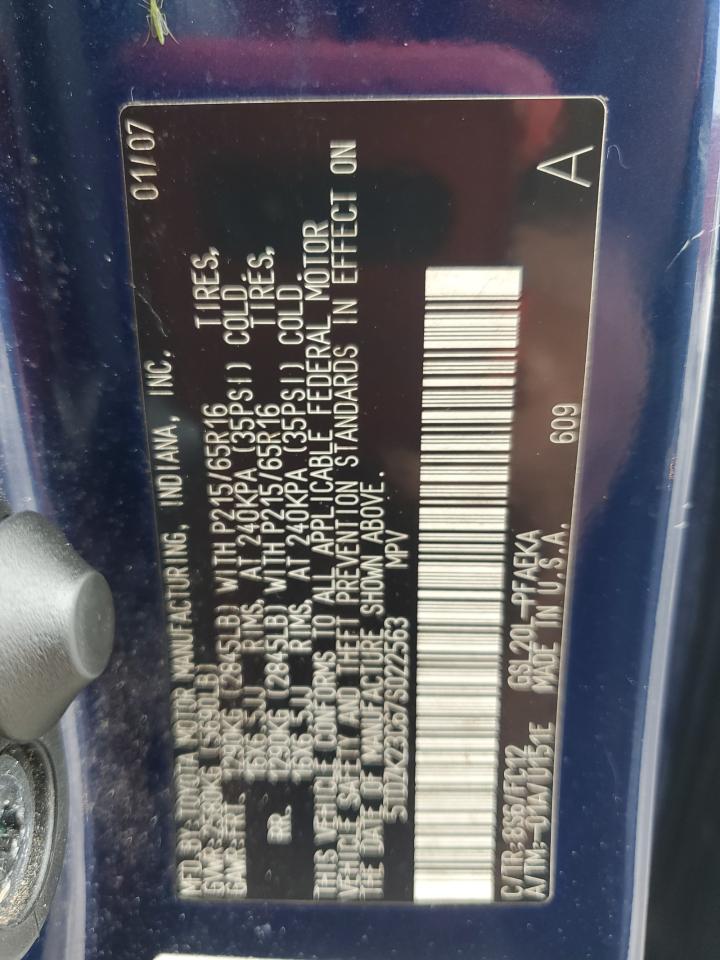 MFD. BY: TOYOTA MOTOR MANUFACTURING, INDIANA, INC. 01/07
GVWR: KG
GAWR: FRT. 1290KG (2845LB) WITH P215/65R16 TIRES,
16X6.5JJ RIMS, AT 240KPA (35PSI) COLD.
RR. 1290KG (2845LB) WITH P215/65R16 TIRES,
16X6.5JJ RIMS, AT 240KPA (35PSI) COLD.
THIS VEHICLE CONFORMS TO ALL APPLICABLE FEDERAL MOTOR
VEHICLE SAFETY AND THEFT PREVENTION STANDARDS IN EFFECT ON
THE DATE OF MANUFACTURE SHOWN ABOVE.
5TDZK23C67S022563 MPV
C/TR: 8S6/FC12 GSL20L-PFAEKA
A/TM: -01A/U151E MADE IN U.S.A. 609 A